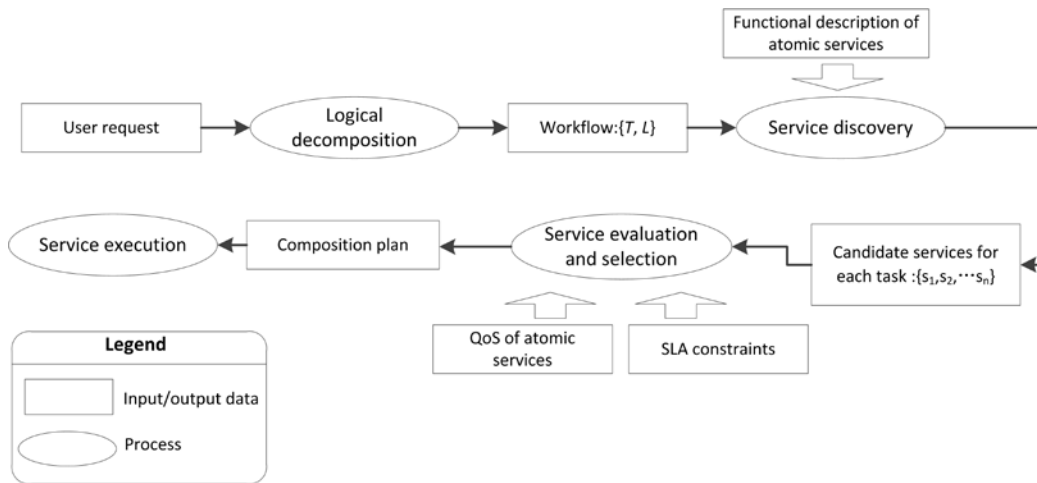 Functional description of
atomic services
User request
Logical
decomposition
Workflow:{T, L}
Service discovery
Service execution
Composition plan
Service evaluation
and selection
Candidate services for
each task :{s₁,s₂,⋯sₙ}
QoS of atomic
services
SLA constraints
Legend
Input/output data
Process